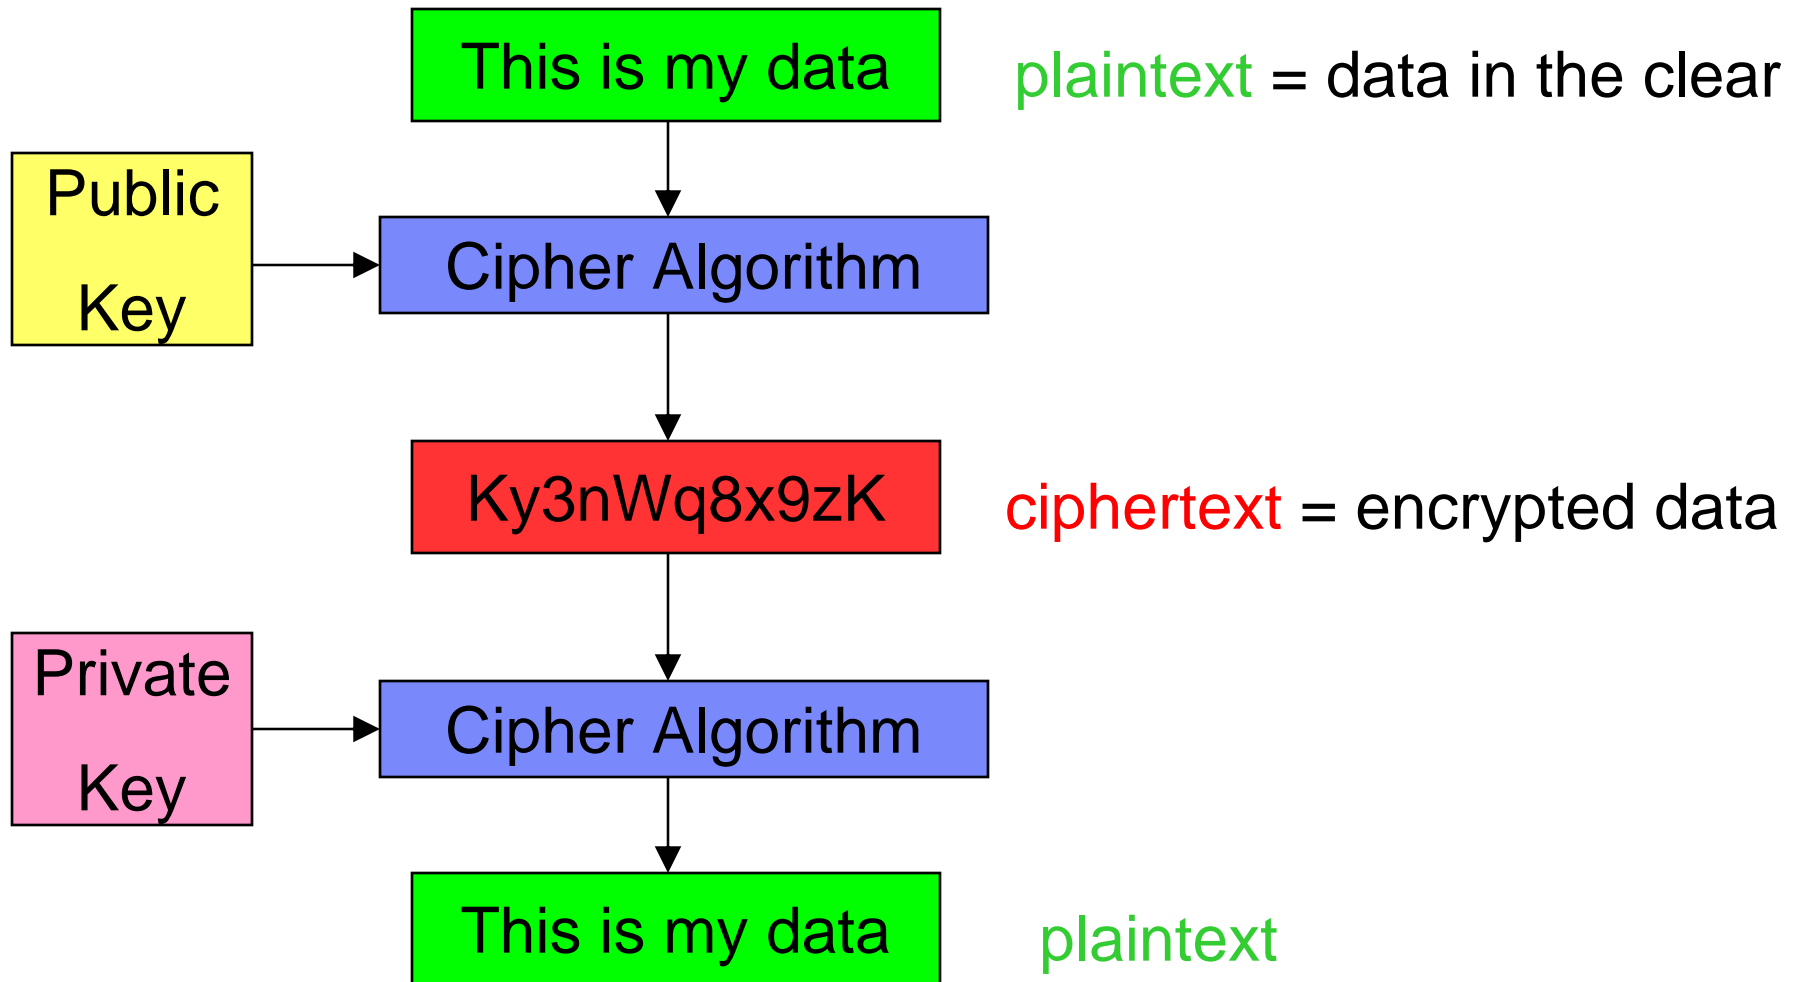 This is my data
plaintext = data in the clear
Public
Key
Cipher Algorithm
Ky3nWq8x9zK
ciphertext = encrypted data
Private
Key
Cipher Algorithm
This is my data
plaintext